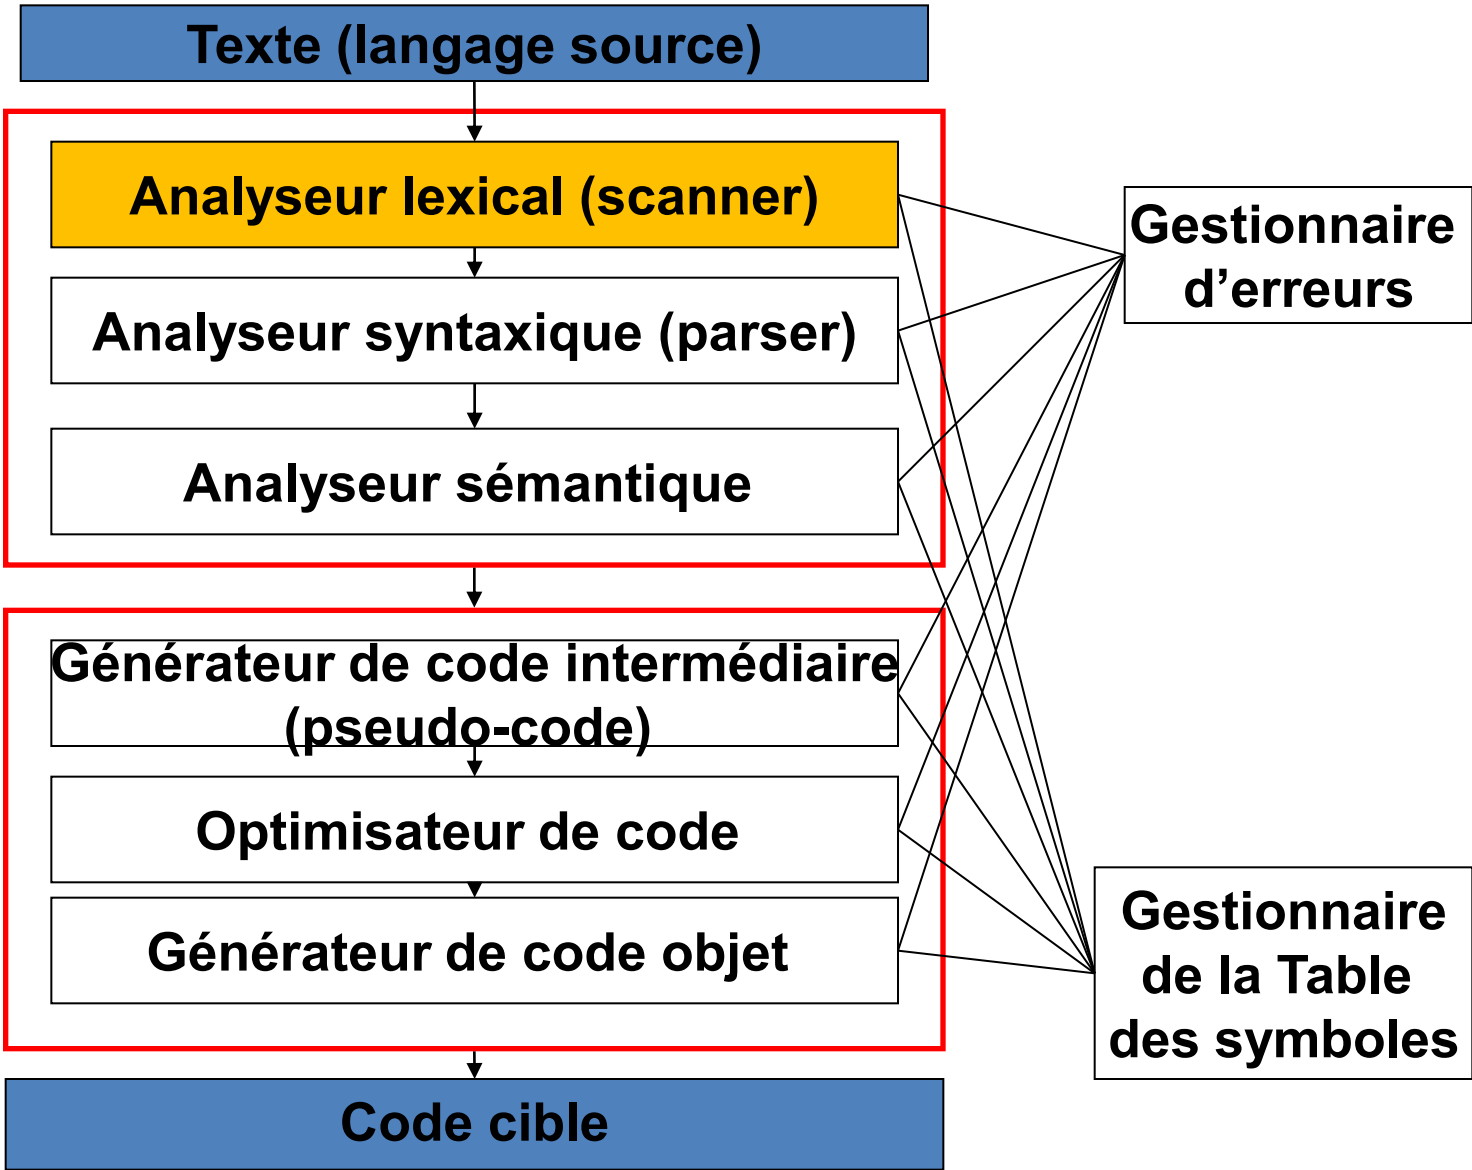 Texte (langage source)
Analyseur lexical (scanner)
Analyseur syntaxique (parser)
Analyseur sémantique
Générateur de code intermédiaire
(pseudo-code)
Optimisateur de code
Générateur de code objet
Code cible
Gestionnaire
d’erreurs
Gestionnaire
de la Table
des symboles